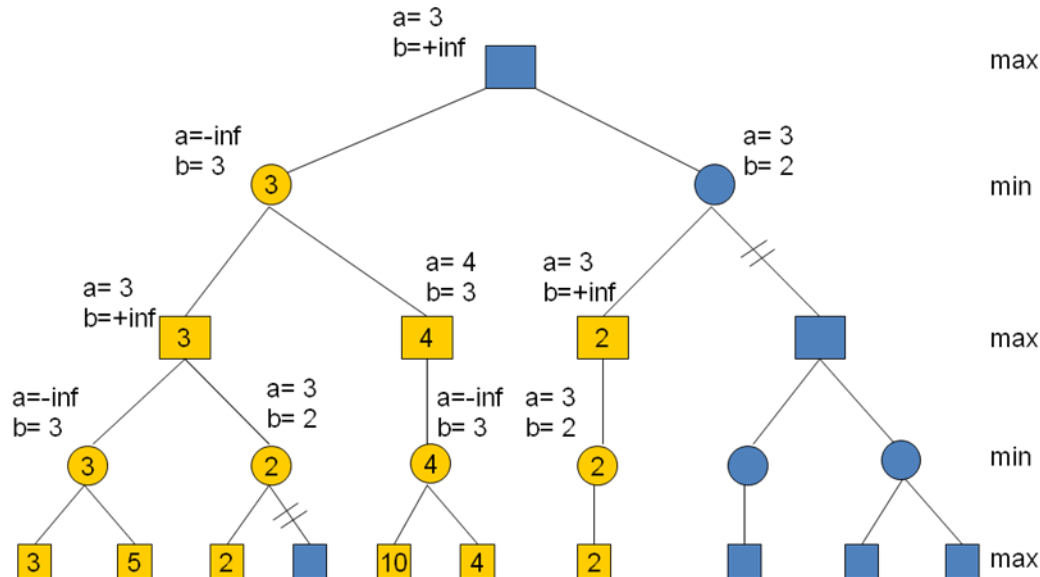 a= 3
b=+inf
max
a=-inf
b= 3
3
a= 3
b= 2
min
a= 3
b=+inf
3
a= 4
b= 3
4
a= 3
b=+inf
2
max
a=-inf
b= 3
3
a= 3
b= 2
2
a=-inf
b= 3
4
a= 3
b= 2
2
min
3
5
2
10
4
2
max